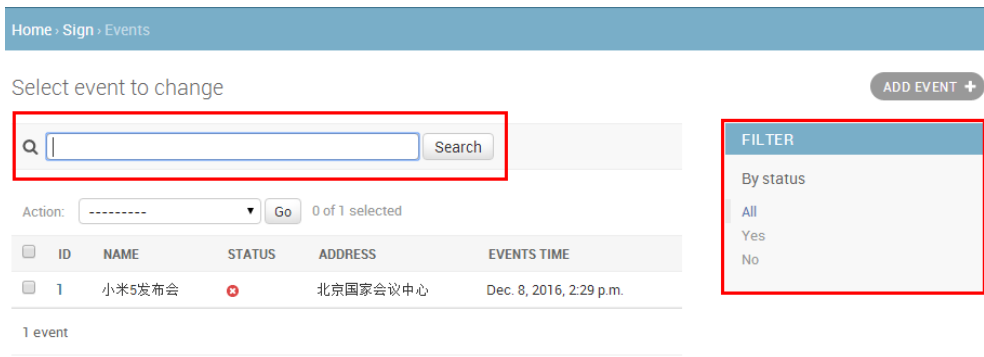 Home › Sign › Events
Select event to change
ADD EVENT +
Search
FILTER
By status
All
Yes
No
Action: --------- Go 0 of 1 selected
ID NAME STATUS ADDRESS EVENTS TIME
1 小米5发布会 北京国家会议中心 Dec. 8, 2016, 2:29 p.m.
1 event